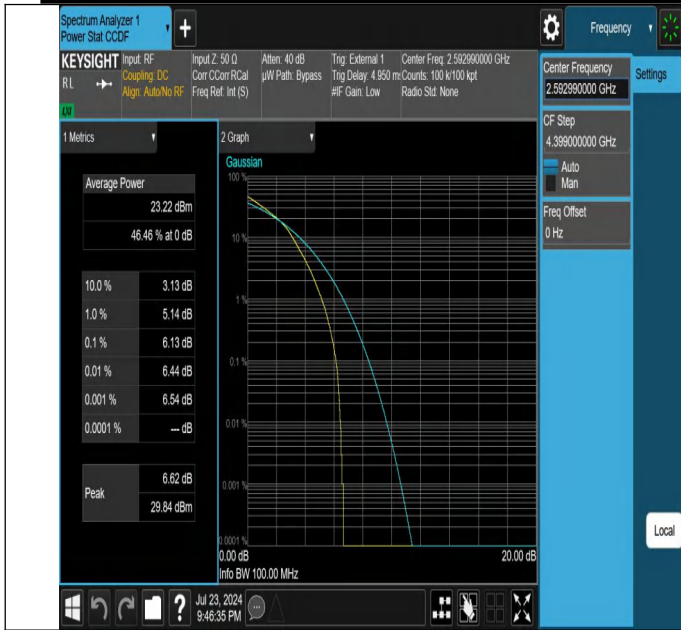 Spectrum Analyzer 1
Power Stat CCDF
+
Frequency
KEYSIGHT
RL
Input: RF
Coupling: DC
Align: Auto/No RF
Input Z: 50 Ω
Corr CCorr RCal
Freq Ref: Int (S)
Atten: 40 dB
µW Path: Bypass
Trig: External 1
Trig Delay: 4.950 m
#IF Gain: Low
Center Freq: 2.592990000 GHz
Counts: 100 k/100 kpt
Radio Std: None
1 Metrics
Average Power
23.22 dBm
46.46 % at 0 dB
10.0 % 3.13 dB
1.0 % 5.14 dB
0.1 % 6.13 dB
0.01 % 6.44 dB
0.001 % 6.54 dB
0.0001 % --- dB
Peak
6.62 dB
29.84 dBm
2 Graph
Gaussian
100 %
10 %
1 %
0.1 %
0.01 %
0.001 %
0.0001 %
0.00 dB
20.00 dB
Info BW 100.00 MHz
Center Frequency
2.592990000 GHz
Settings
CF Step
4.399000000 GHz
Auto
Man
Freq Offset
0 Hz
Local
?
Jul 23, 2024
9:46:35 PM